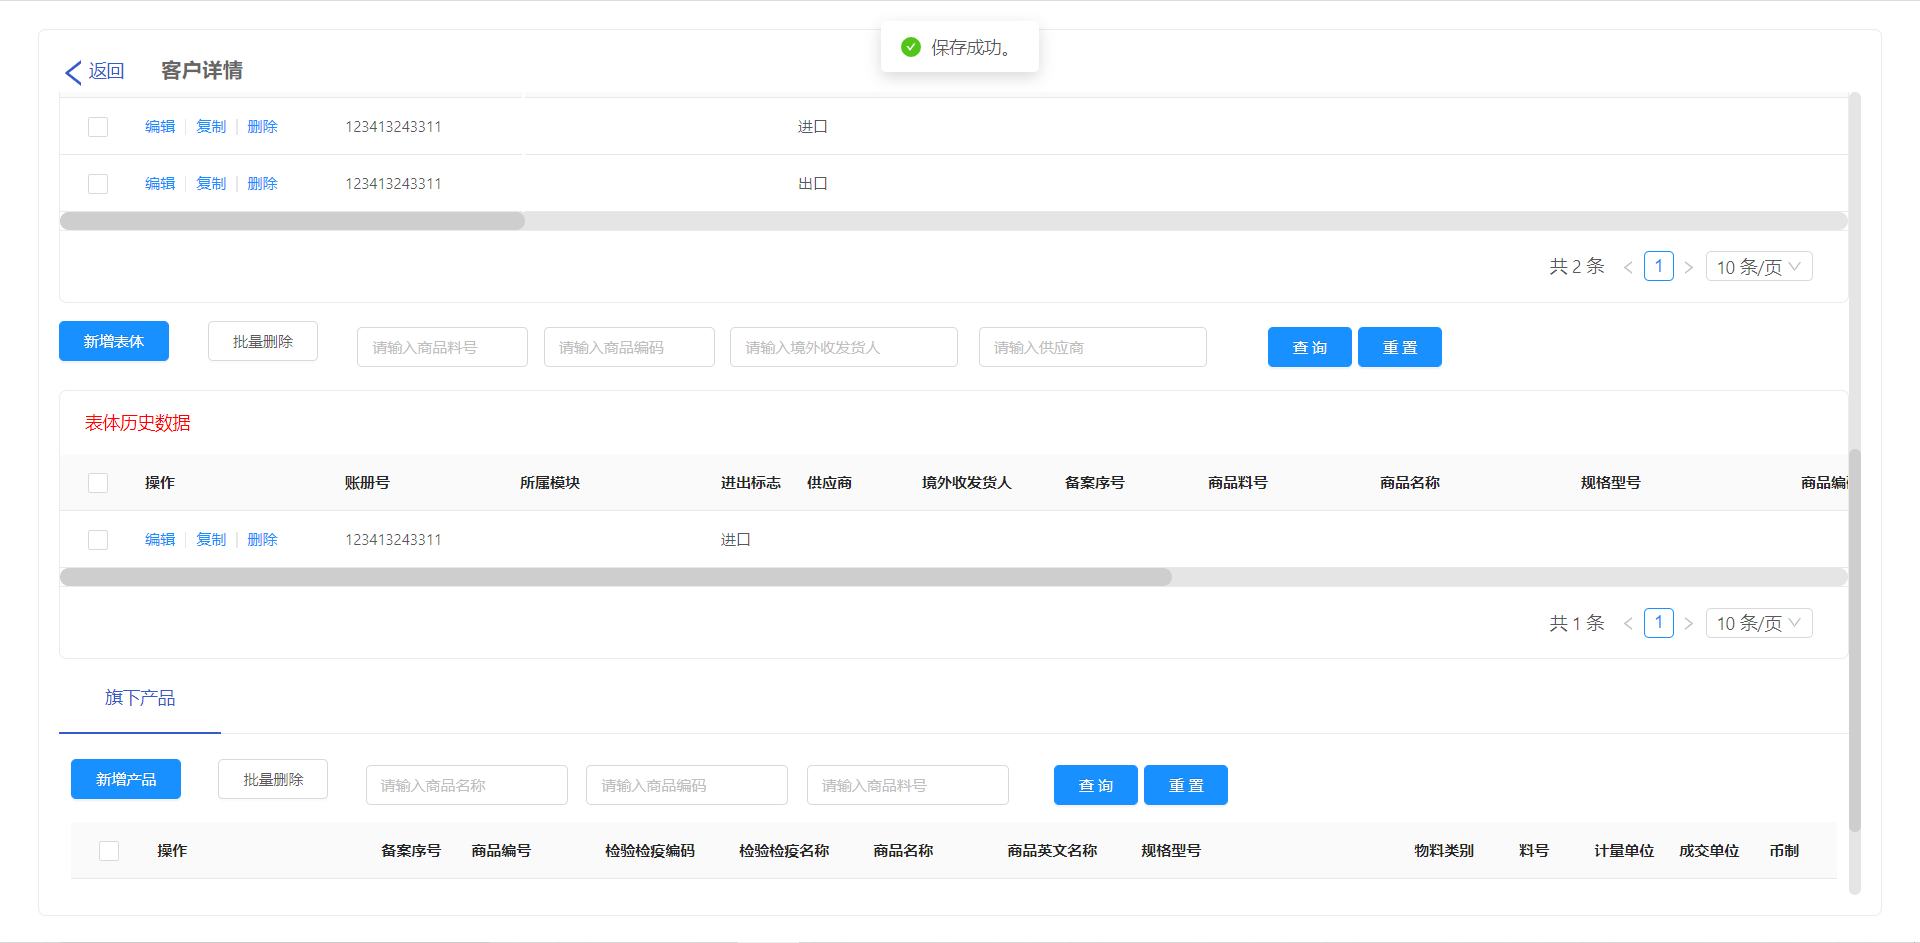 保存成功。
返回 客户详情
编辑 复制 删除 123413243311 进口
编辑 复制 删除 123413243311 出口
共 2 条 < 1 > 10 条/页
新增表体 批量删除 请输入商品料号 请输入商品编码 请输入境外收发货人 请输入供应商 查 询 重 置
表体历史数据
操作 账册号 所属模块 进出标志 供应商 境外收发货人 备案序号 商品料号 商品名称 规格型号 商品编
编辑 复制 删除 123413243311 进口
共 1 条 < 1 > 10 条/页
旗下产品
新增产品 批量删除 请输入商品名称 请输入商品编码 请输入商品料号 查 询 重 置
操作 备案序号 商品编号 检验检疫编码 检验检疫名称 商品名称 商品英文名称 规格型号 物料类别 料号 计量单位 成交单位 币制